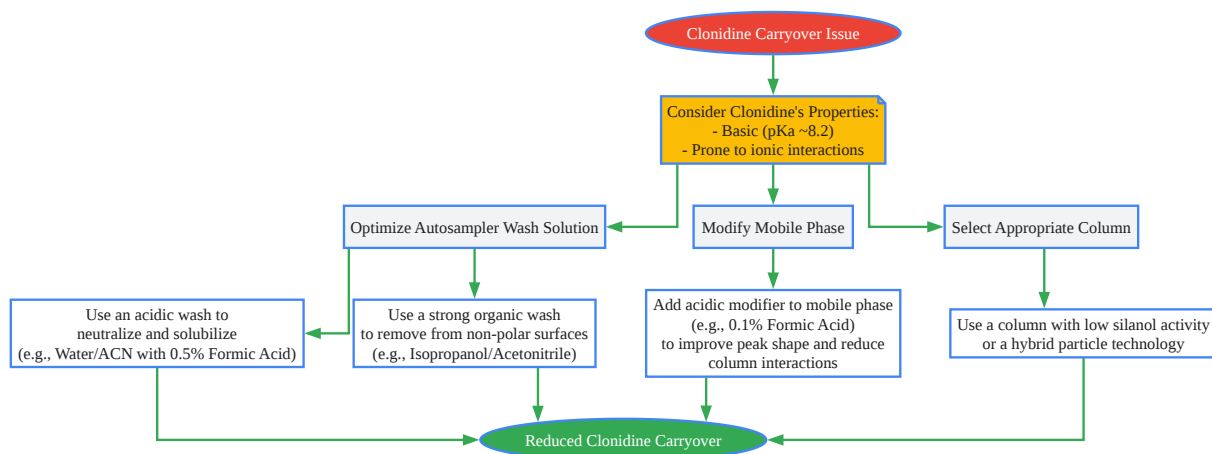 Clonidine Carryover Issue
Consider Clonidine's Properties:
- Basic (pKa ~8.2)
- Prone to ionic interactions
Optimize Autosampler Wash Solution
Modify Mobile Phase
Select Appropriate Column
Use an acidic wash to
neutralize and solubilize
(e.g., Water/ACN with 0.5% Formic Acid)
Use a strong organic wash
to remove from non-polar surfaces
(e.g., Isopropanol/Acetonitrile)
Add acidic modifier to mobile phase
(e.g., 0.1% Formic Acid)
to improve peak shape and reduce
column interactions
Use a column with low silanol activity
or a hybrid particle technology
Reduced Clonidine Carryover